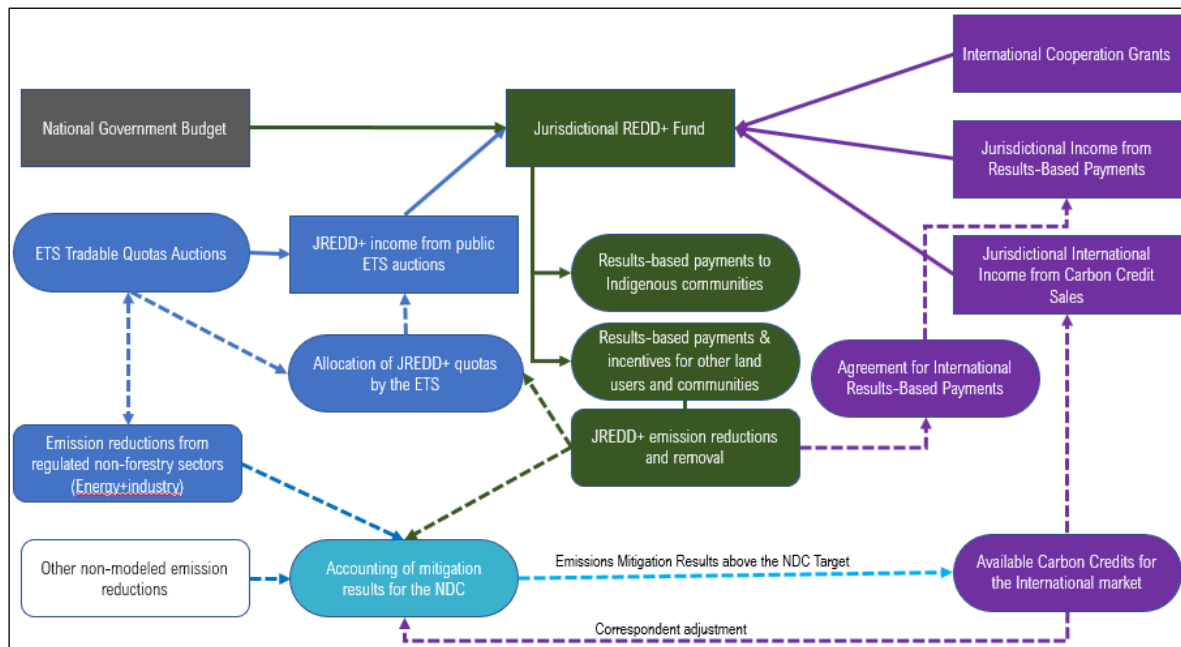 International Cooperation Grants
National Government Budget
Jurisdictional REDD+ Fund
Jurisdictional Income from
Results-Based Payments
ETS Tradable Quotas Auctions
JREDD+ income from public
ETS auctions
Results-based payments to
Indigenous communities
Jurisdictional International
Income from Carbon Credit
Sales
Allocation of JREDD+ quotas
by the ETS
Results-based payments &
incentives for other land
users and communities
Agreement for International
Results-Based Payments
Emission reductions from
regulated non-forestry sectors
(Energy+industry)
JREDD+ emission reductions
and removal
Other non-modeled emission
reductions
Accounting of mitigation
results for the NDC
Emissions Mitigation Results above the NDC Target
Available Carbon Credits for
the International market
Correspondent adjustment